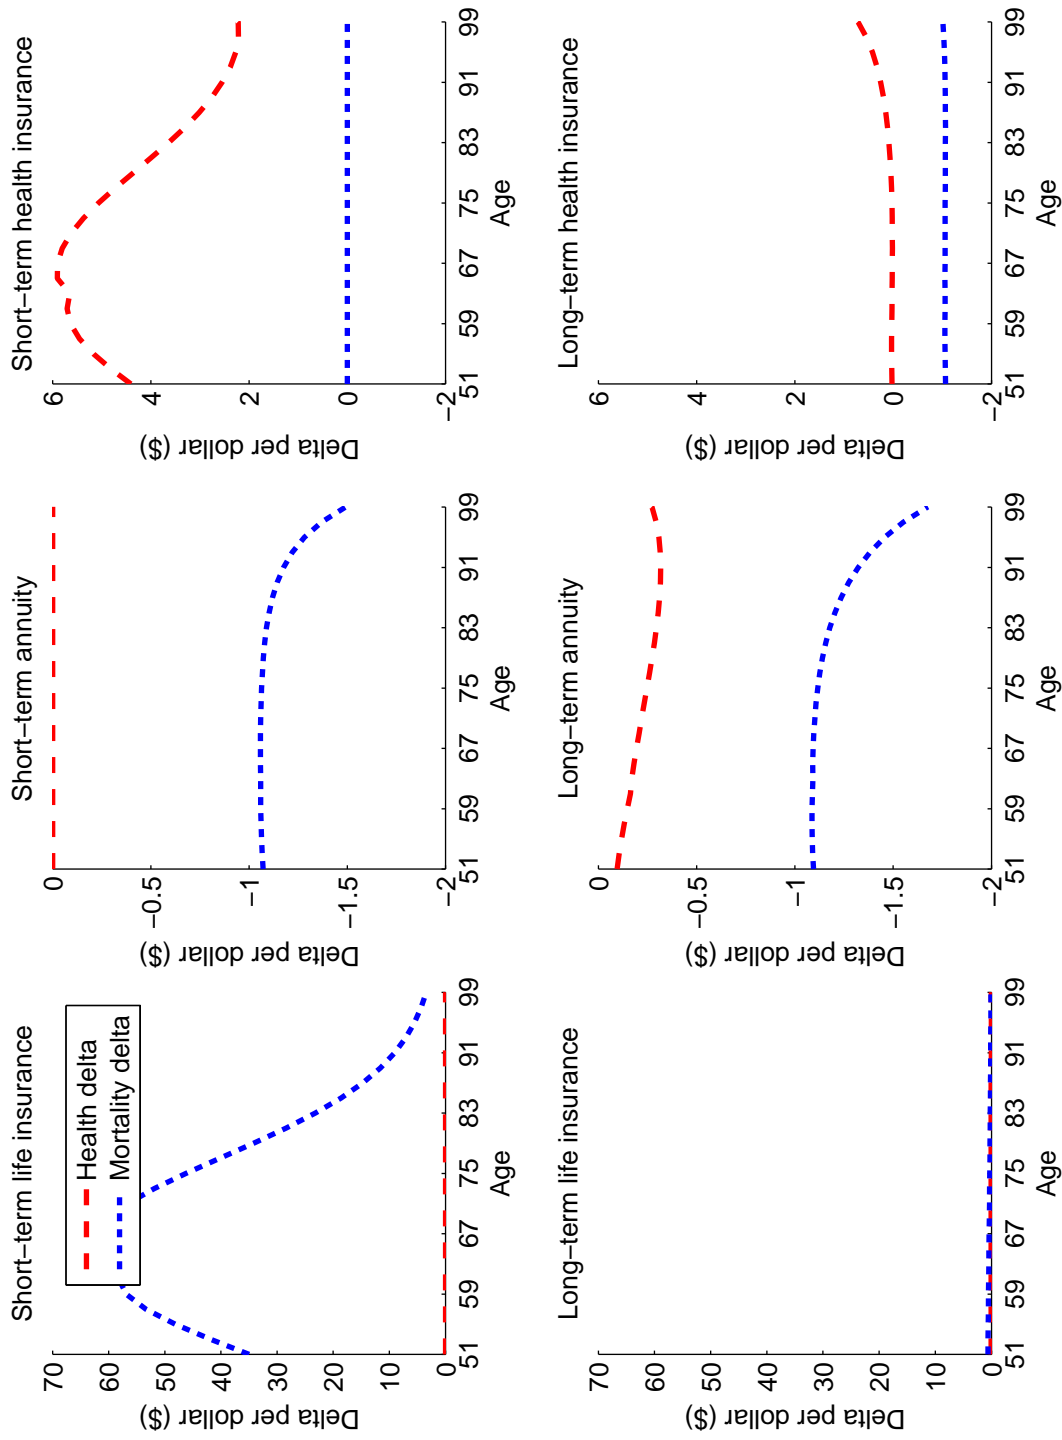 Short−term life insurance
Delta per dollar ($)
70
60
50
40
30
20
10
0
51 59 67 75 83 91 99
Age
Health delta
Mortality delta
Short−term annuity
Delta per dollar ($)
0
−0.5
−1
−1.5
−2
51 59 67 75 83 91 99
Age
Short−term health insurance
Delta per dollar ($)
6
4
2
0
−2
51 59 67 75 83 91 99
Age
Long−term life insurance
Delta per dollar ($)
70
60
50
40
30
20
10
0
51 59 67 75 83 91 99
Age
Long−term annuity
Delta per dollar ($)
0
−0.5
−1
−1.5
−2
51 59 67 75 83 91 99
Age
Long−term health insurance
Delta per dollar ($)
6
4
2
0
−2
51 59 67 75 83 91 99
Age